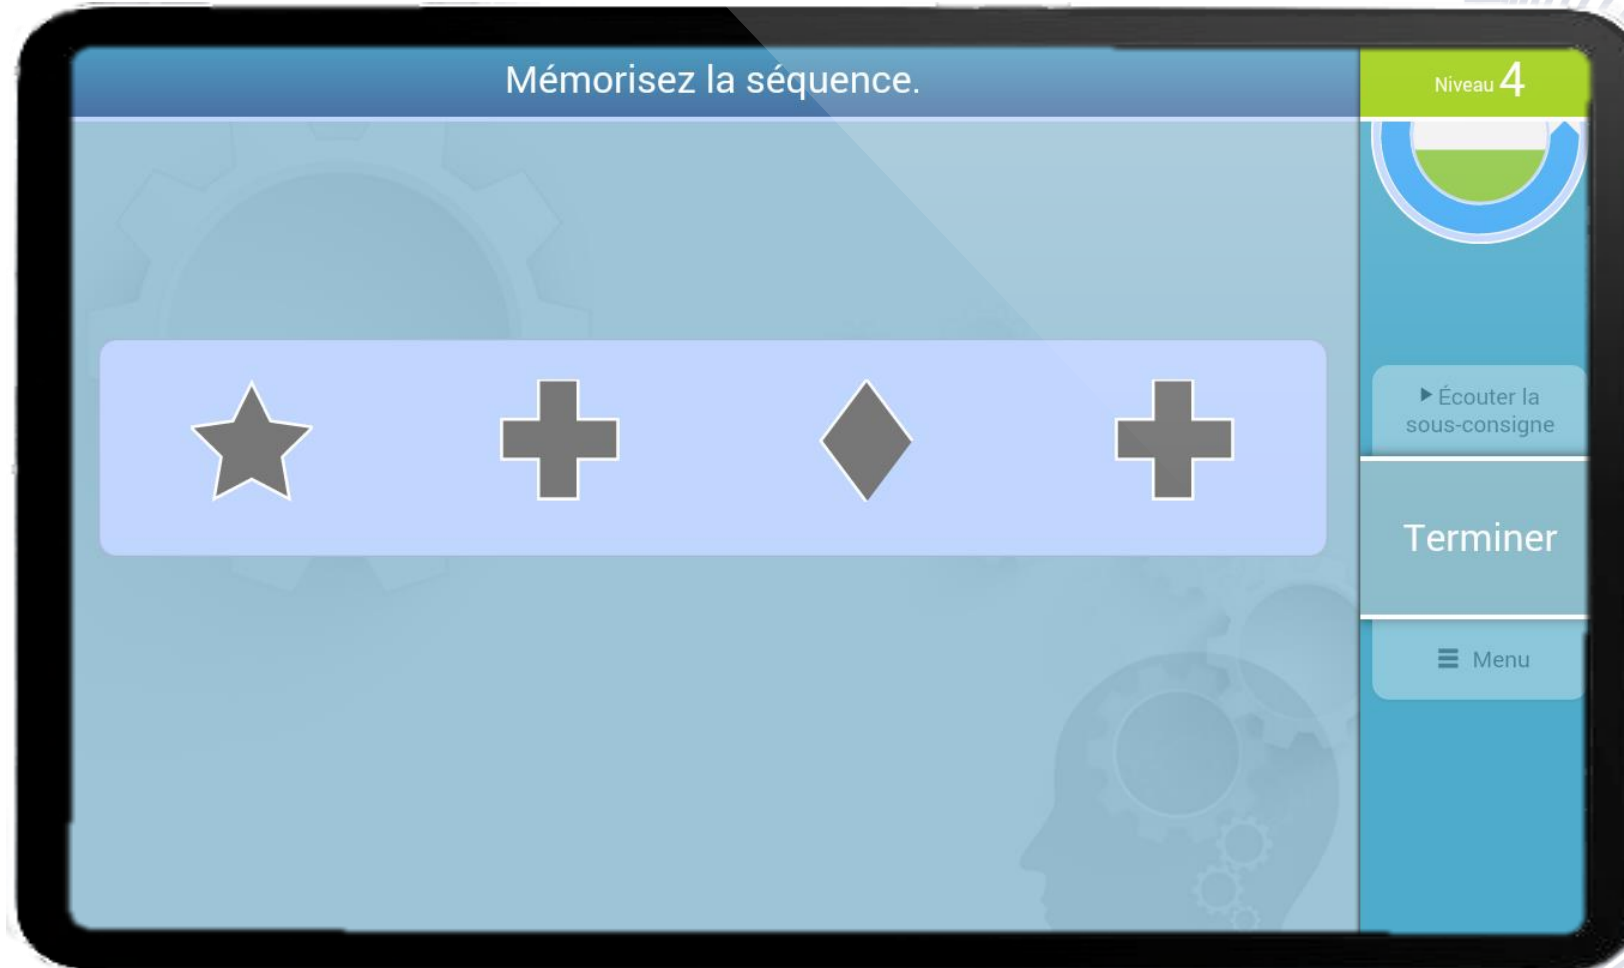 Mémorisez la séquence.
Niveau 4
Écouter la
sous-consigne
Terminer
Menu